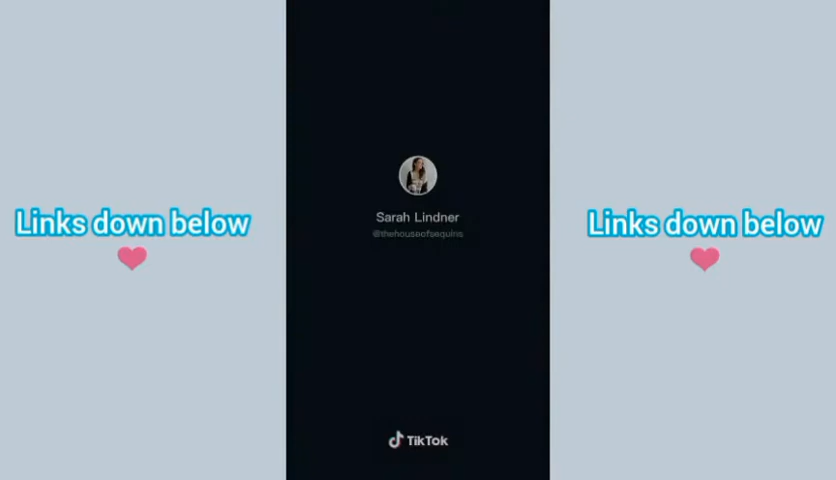 Links down below
Sarah Lindner
@thehouseofsequins
TikTok
Links down below